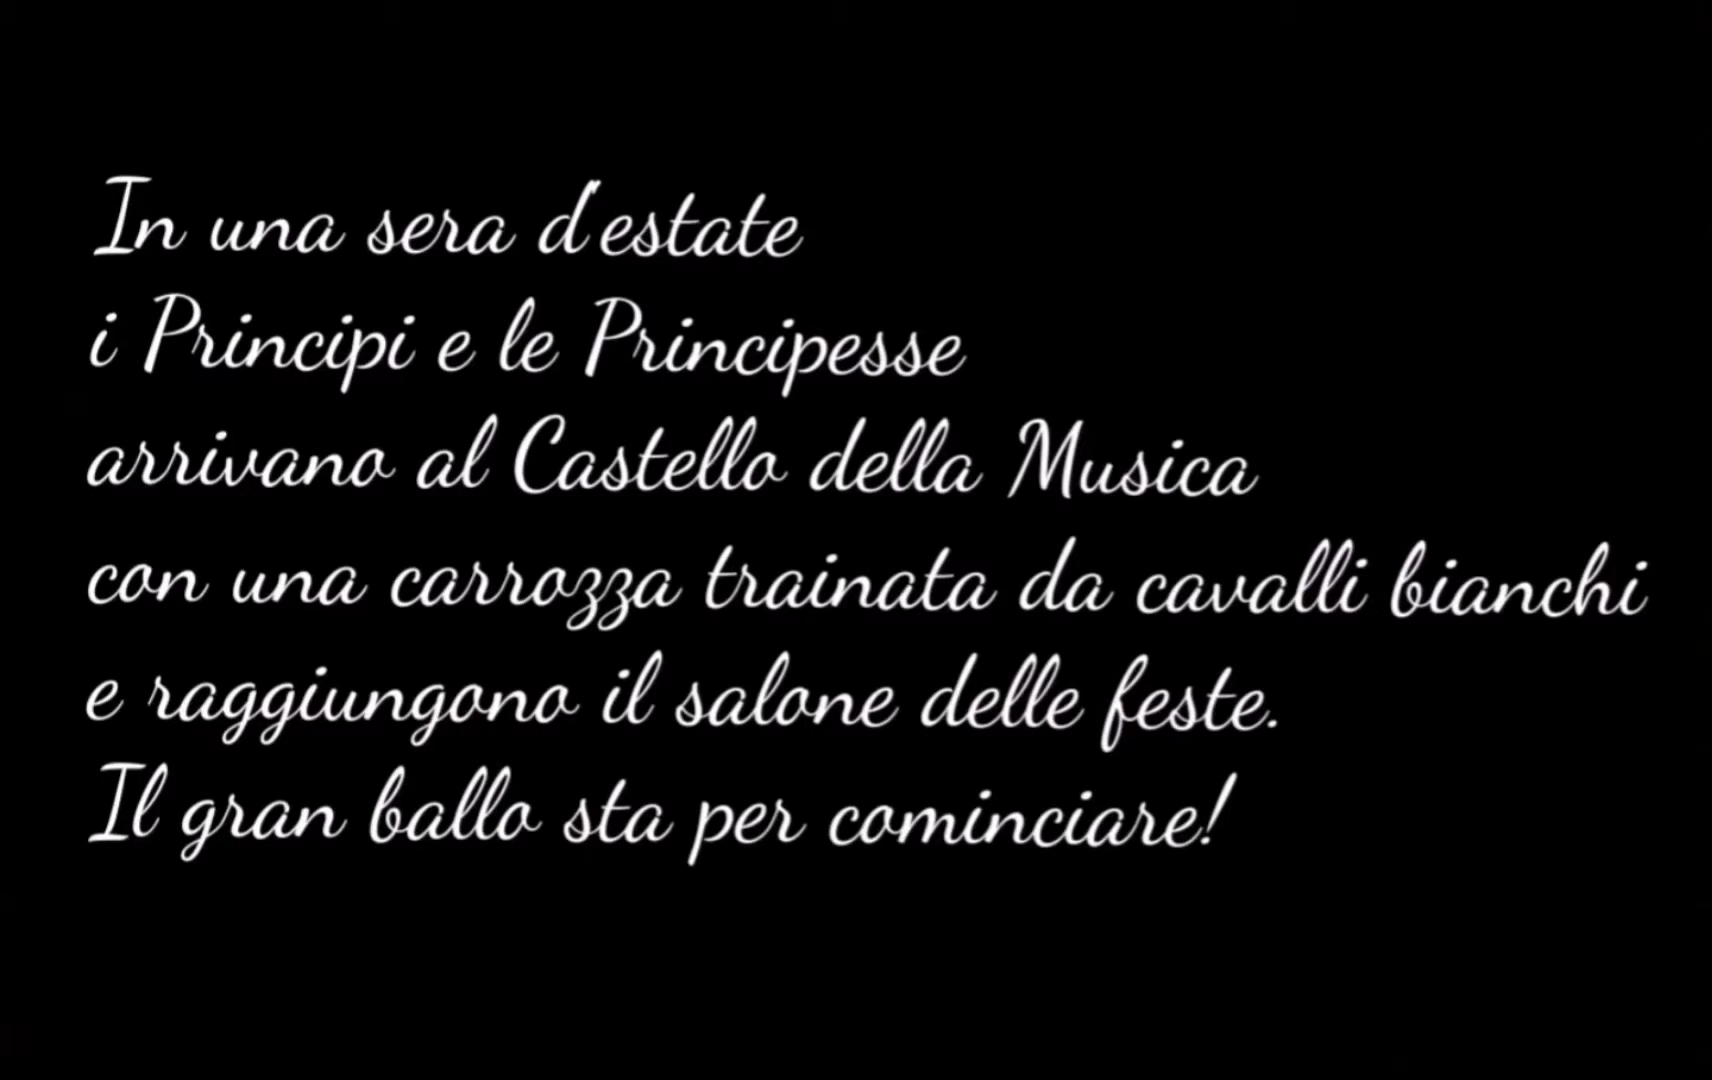 In una sera d'estate
i Principi e le Principesse
arrivano al Castello della Musica
con una carrozza trainata da cavalli bianchi
e raggiungono il salone delle feste.
Il gran ballo sta per cominciare!